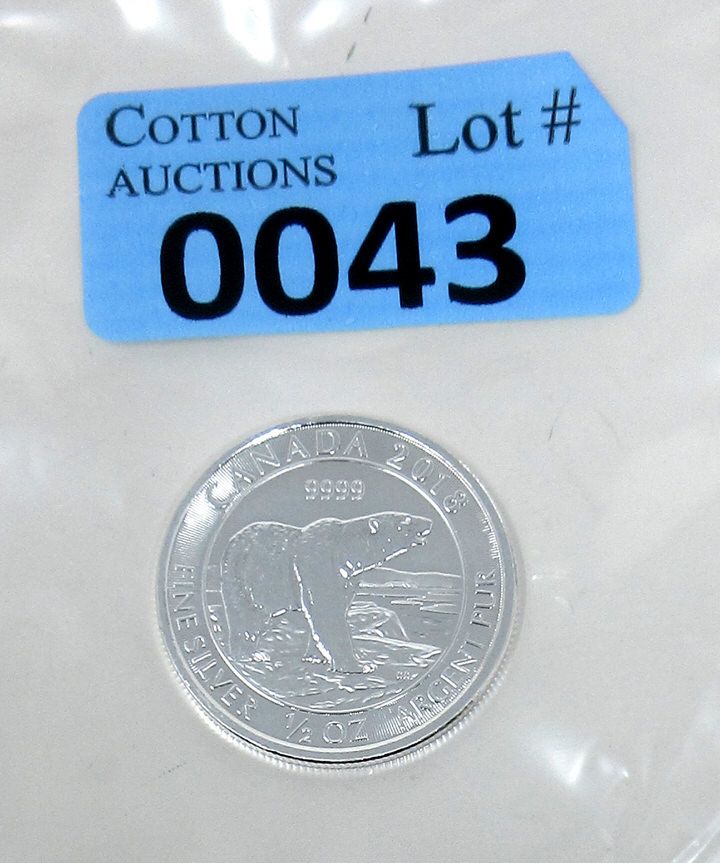 COTTON
AUCTIONS
Lot #
0043
CANADA 2018
9999
FINE SILVER 1/2 OZ ARGENT PUR